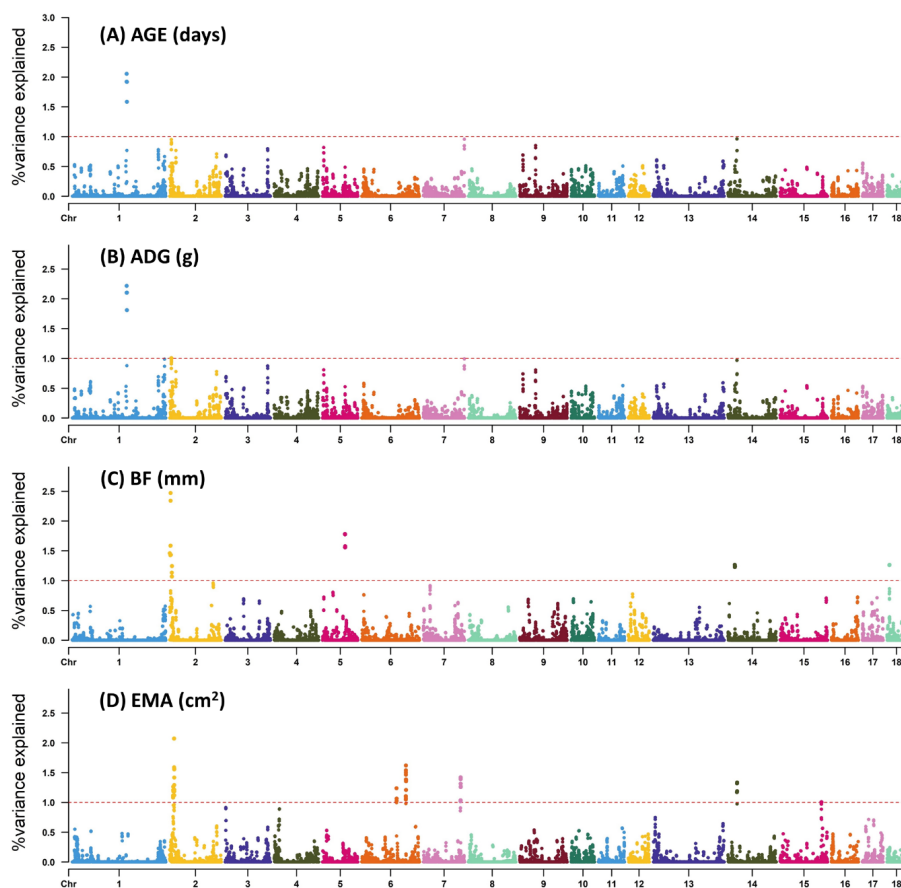 (A) AGE (days)
%variance explained
3.0
2.5
2.0
1.5
1.0
0.5
0.0
Chr 1 2 3 4 5 6 7 8 9 10 11 12 13 14 15 16 17 18
(B) ADG (g)
%variance explained
2.5
2.0
1.5
1.0
0.5
0.0
Chr 1 2 3 4 5 6 7 8 9 10 11 12 13 14 15 16 17 18
(C) BF (mm)
%variance explained
2.5
2.0
1.5
1.0
0.5
0.0
Chr 1 2 3 4 5 6 7 8 9 10 11 12 13 14 15 16 17 18
(D) EMA (cm²)
%variance explained
2.5
2.0
1.5
1.0
0.5
0.0
Chr 1 2 3 4 5 6 7 8 9 10 11 12 13 14 15 16 17 18